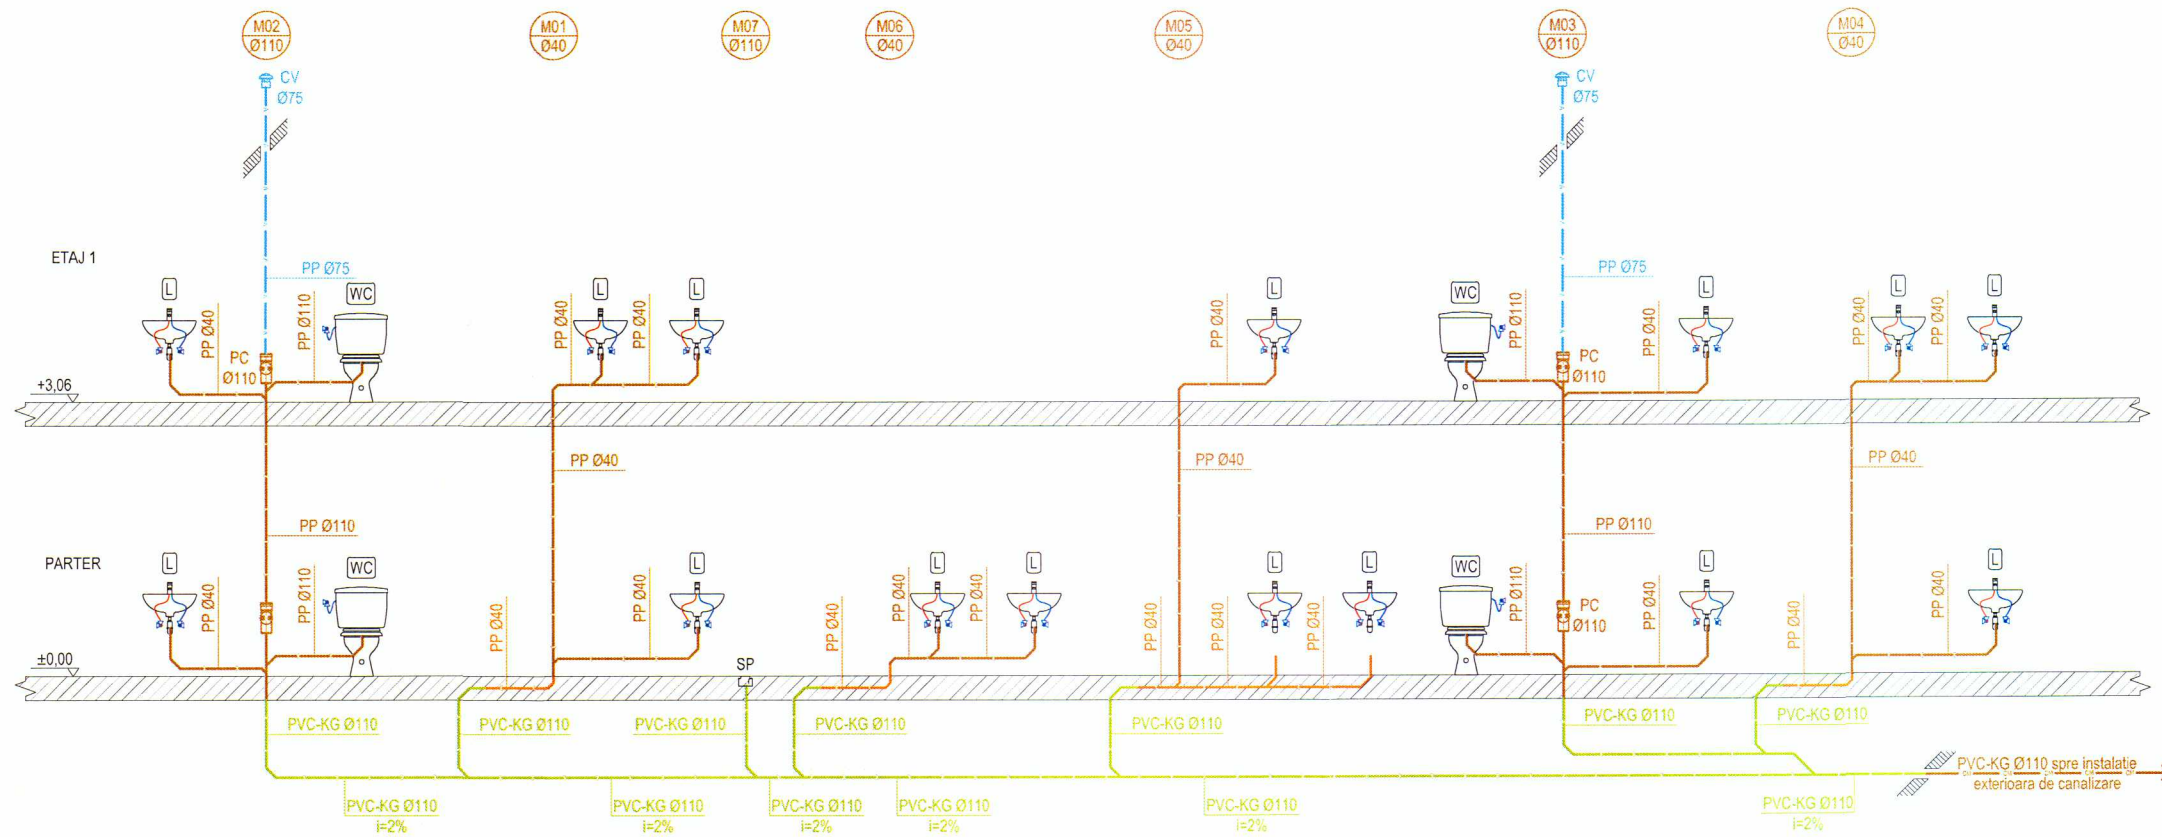 M02
Ø110
M01
Ø40
M07
Ø110
M06
Ø40
M05
Ø40
M03
Ø110
M04
Ø40
CV
Ø75
CV
Ø75
ETAJ 1
PP Ø75
PP Ø75
L
PP Ø40
PP Ø110
WC
PP Ø40
L
PP Ø40
L
PP Ø40
L
WC
PP Ø110
PP Ø40
L
PP Ø40
L
PP Ø40
L
PC
Ø110
PC
Ø110
+3,06
PP Ø40
PP Ø40
PP Ø40
PP Ø110
PP Ø110
PARTER
L
PP Ø40
PP Ø110
WC
PP Ø40
PP Ø40
L
PP Ø40
PP Ø40
L
PP Ø40
L
PP Ø40
PP Ø40
L
PP Ø40
L
WC
PP Ø110
PC
Ø110
PP Ø40
L
PP Ø40
PP Ø40
L
±0,00
SP
PVC-KG Ø110
PVC-KG Ø110
PVC-KG Ø110
PVC-KG Ø110
PVC-KG Ø110
PVC-KG Ø110
PVC-KG Ø110
PVC-KG Ø110 spre instalatie
exterioara de canalizare
PVC-KG Ø110
i=2%
PVC-KG Ø110
i=2%
PVC-KG Ø110
i=2%
PVC-KG Ø110
i=2%
PVC-KG Ø110
i=2%
PVC-KG Ø110
i=2%